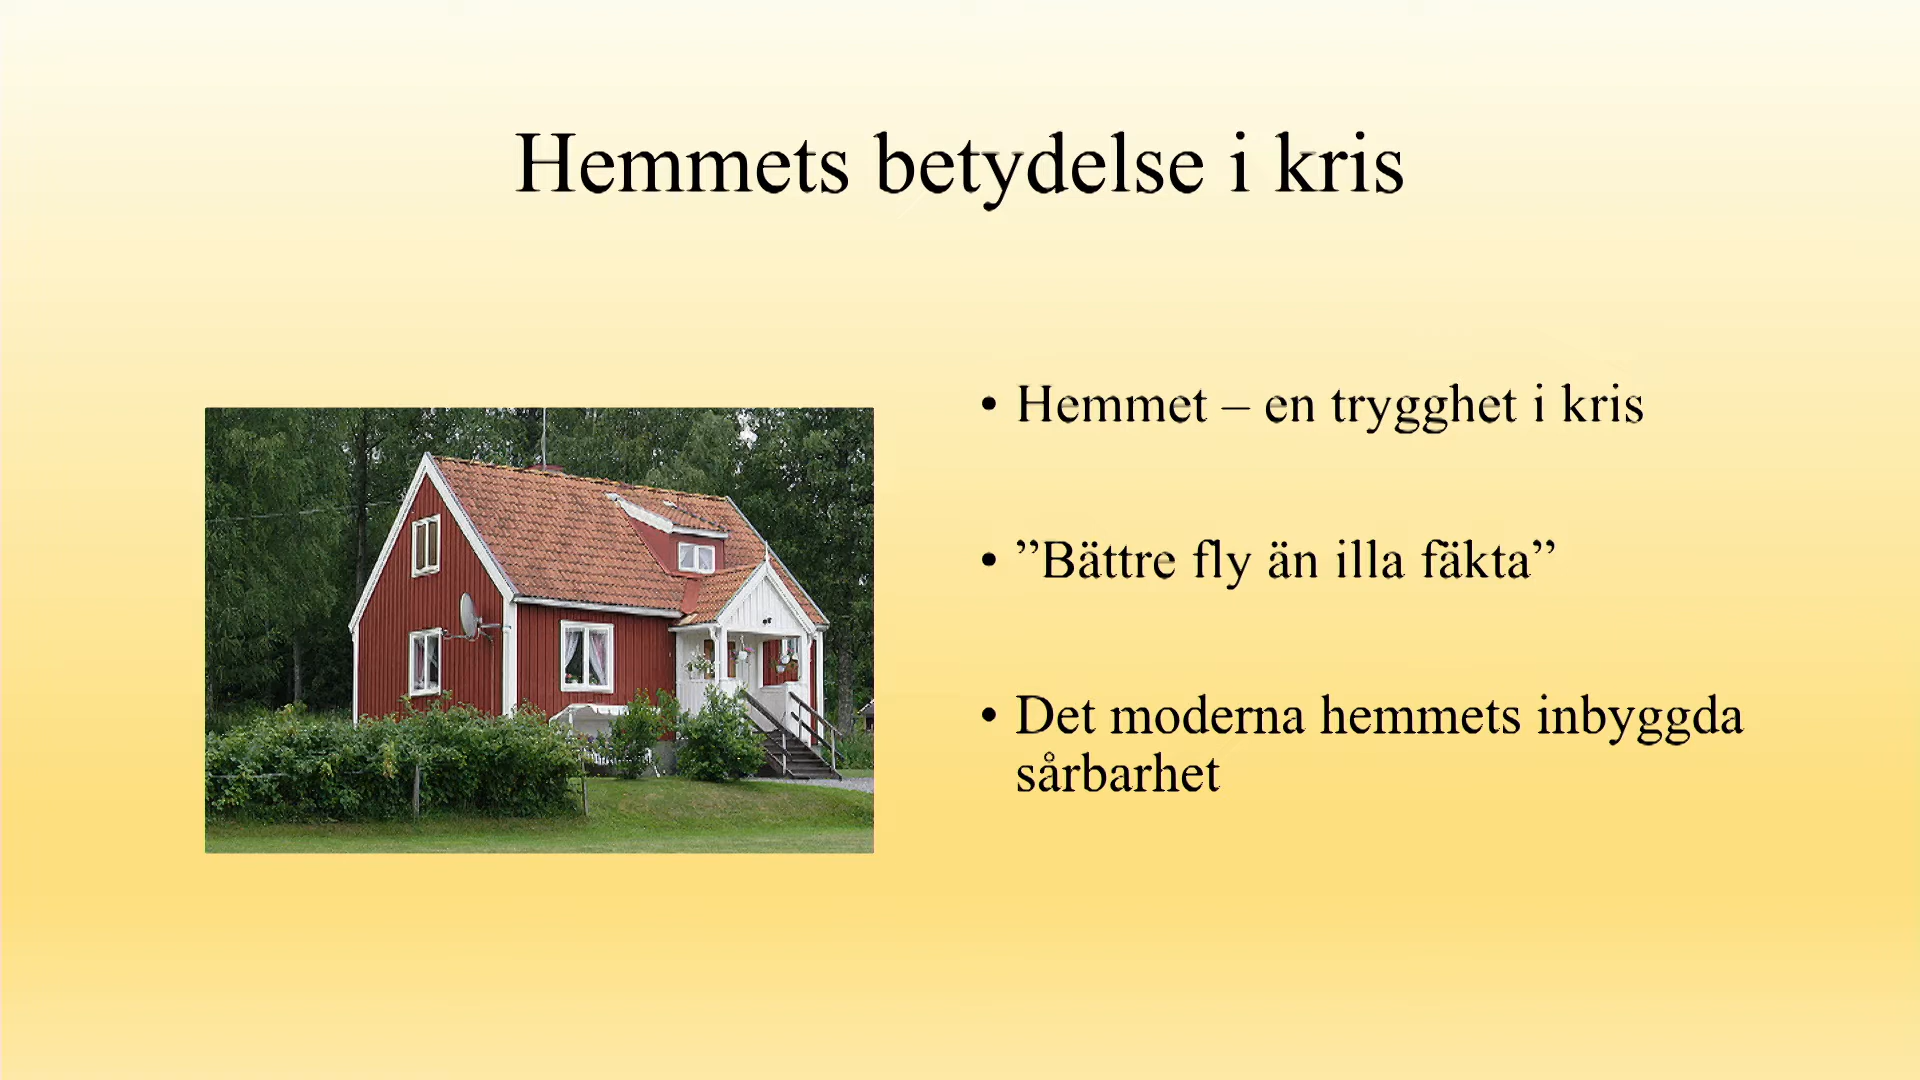 Hemmets betydelse i kris
• Hemmet – en trygghet i kris
• ”Bättre fly än illa fäkta”
• Det moderna hemmets inbyggda
sårbarhet